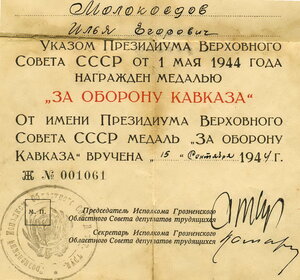 Молокоедов
Илья Егорович
Указом Президиума Верховного
Совета СССР от 1 мая 1944 года
награжден медалью
„ЗА ОБОРОНУ КАВКАЗА“
От имени Президиума Верховного
Совета СССР медаль „За оборону
Кавказа“ вручена „15 „ Сентября 1944 г.
Ж № 001061
М. П.
Председатель Исполкома Грозненского
Областного Совета депутатов трудящихся
Секретарь Исполкома Грозненского
Областного Совета депутатов трудящихся